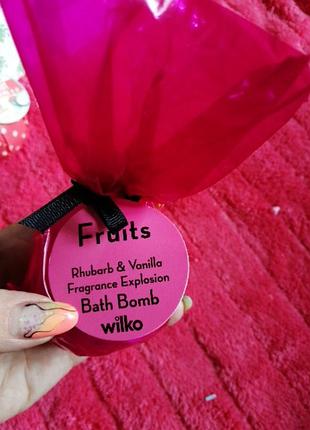 Fruits
Rhubarb & Vanilla
Fragrance Explosion
Bath Bomb
wilko